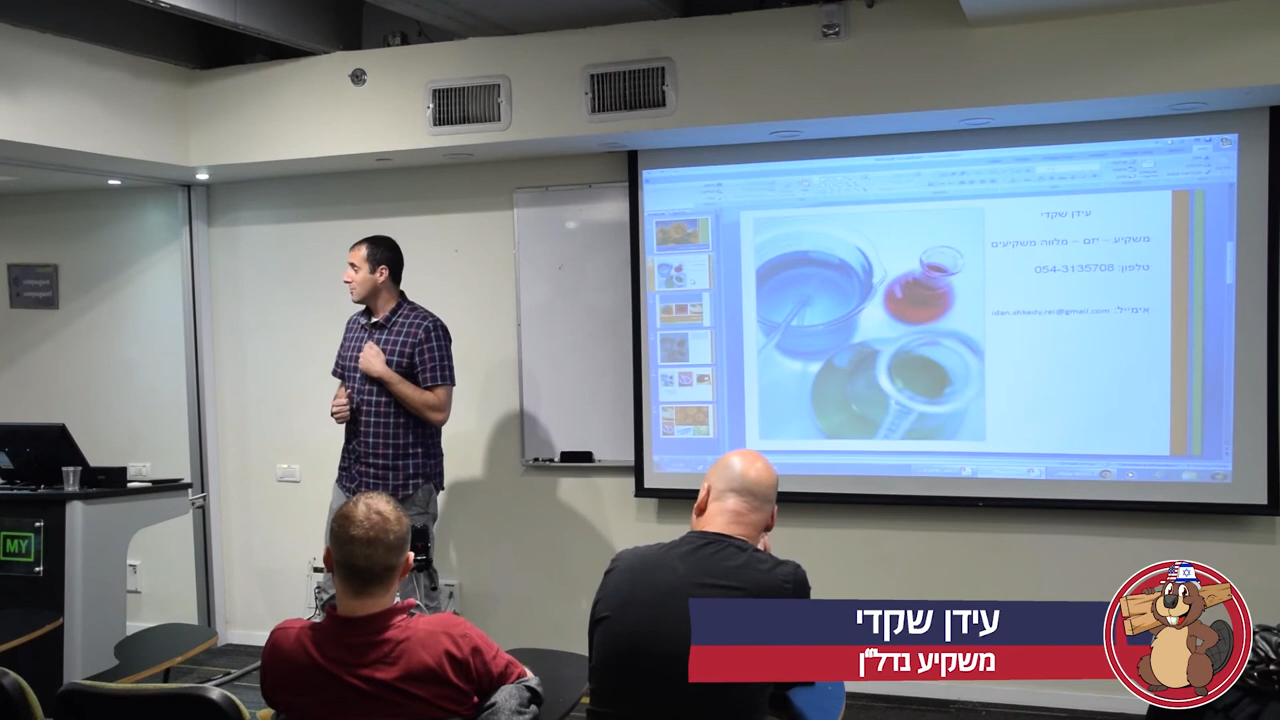 עידן שקדי
משקיע – יזם – מלווה משקיעים
טלפון: 054-3135708
אימייל: idan.shkedy.rei@gmail.com
MY
עידן שקדי
משקיע נדל"ן